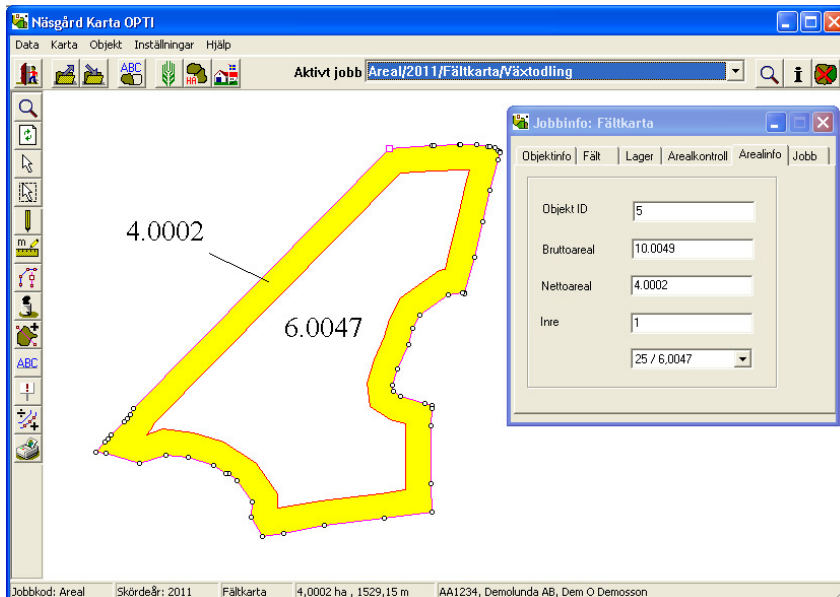 Näsgård Karta OPTI
Data Karta Objekt Inställningar Hjälp
ABC HA Aktivt jobb Areal/2011/Fältkarta/Växtodling i
Jobbinfo: Fältkarta
Objektinfo Fält Lager Arealkontroll Arealinfo Jobb
Objekt ID 5
Bruttoareal 10.0049
Nettoareal 4.0002
Inre 1
25 / 6,0047
4.0002
6.0047
m
ABC
Jobbkod: Areal Skördeår: 2011 Fältkarta 4,0002 ha , 1529,15 m AA1234, Demolunda AB, Dem O Demosson